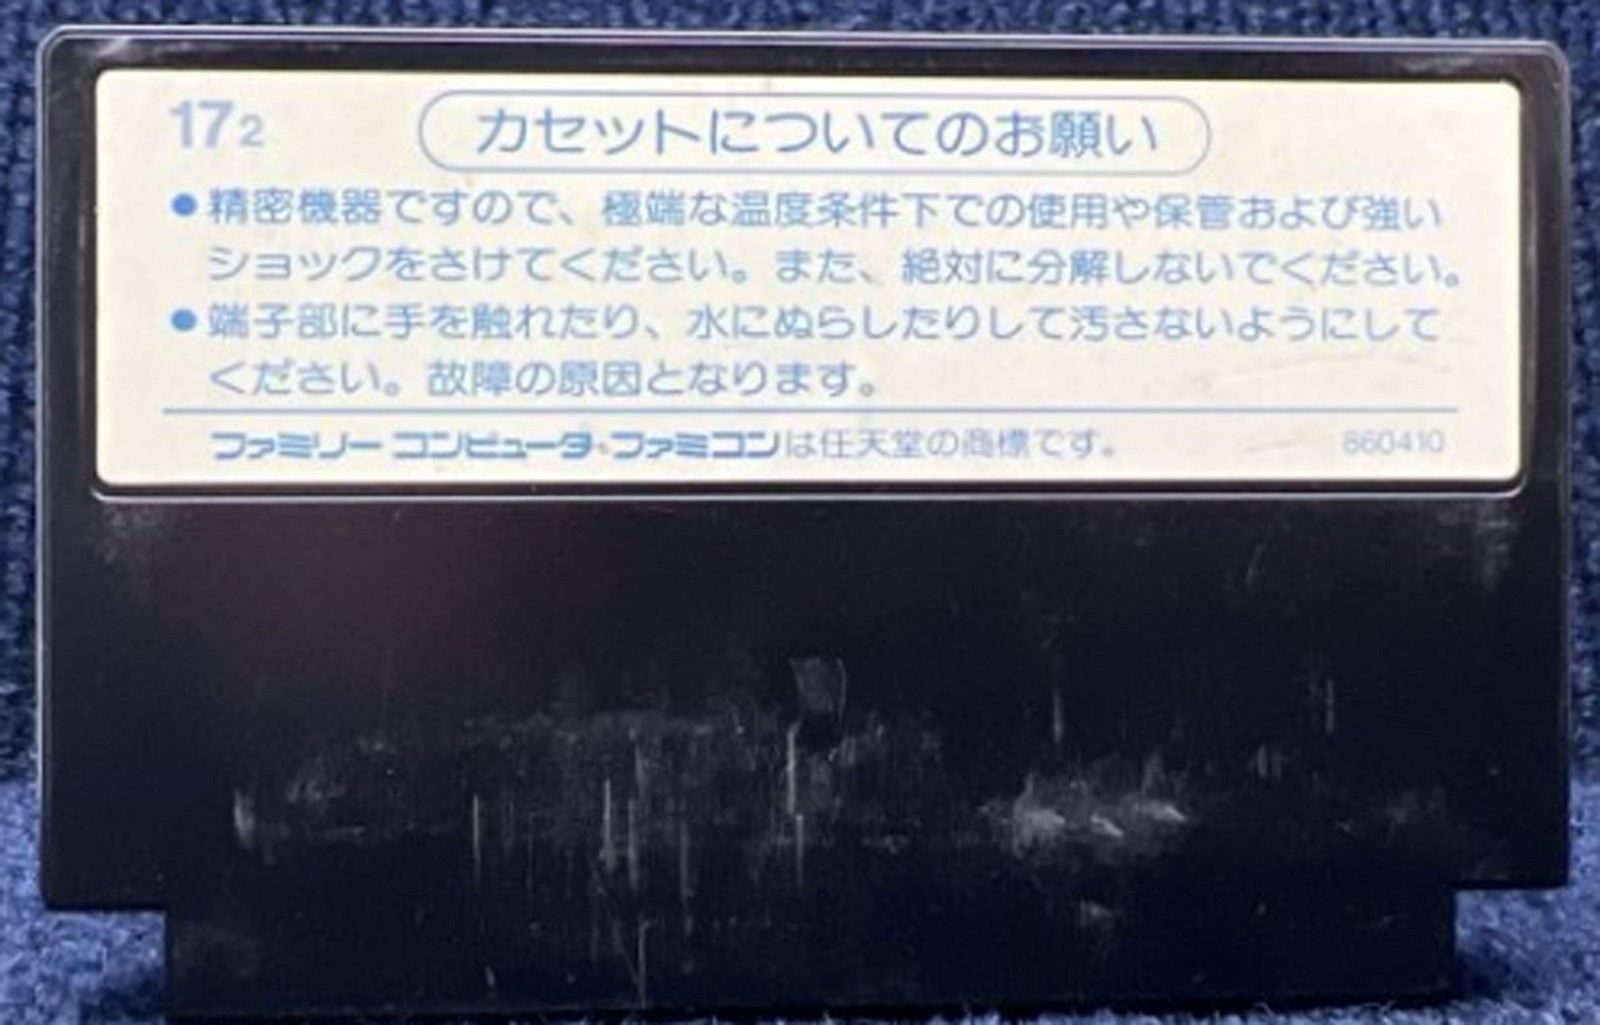 172
カセットについてのお願い
●精密機器ですので、極端な温度条件下での使用や保管および強い
ショックをさけてください。また、絶対に分解しないでください。
●端子部に手を触れたり、水にぬらしたりして汚さないようにして
ください。故障の原因となります。
ファミリーコンピュータ・ファミコンは任天堂の商標です。 860410